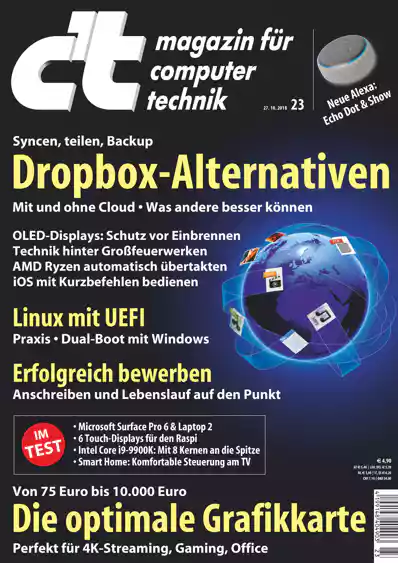 c't magazin für
computer
technik
27. 10. 2018 23
Neue Alexa:
Echo Dot & Show
Syncen, teilen, Backup
Dropbox-Alternativen
Mit und ohne Cloud • Was andere besser können
OLED-Displays: Schutz vor Einbrennen
Technik hinter Großfeuerwerken
AMD Ryzen automatisch übertakten
iOS mit Kurzbefehlen bedienen
Linux mit UEFI
Praxis • Dual-Boot mit Windows
Erfolgreich bewerben
Anschreiben und Lebenslauf auf den Punkt
IM
TEST
• Microsoft Surface Pro 6 & Laptop 2
• 6 Touch-Displays für den Raspi
• Intel Core i9-9900K: Mit 8 Kernen an die Spitze
• Smart Home: Komfortable Steuerung am TV
€ 4,90
Von 75 Euro bis 10.000 Euro
Die optimale Grafikkarte
Perfekt für 4K-Streaming, Gaming, Office